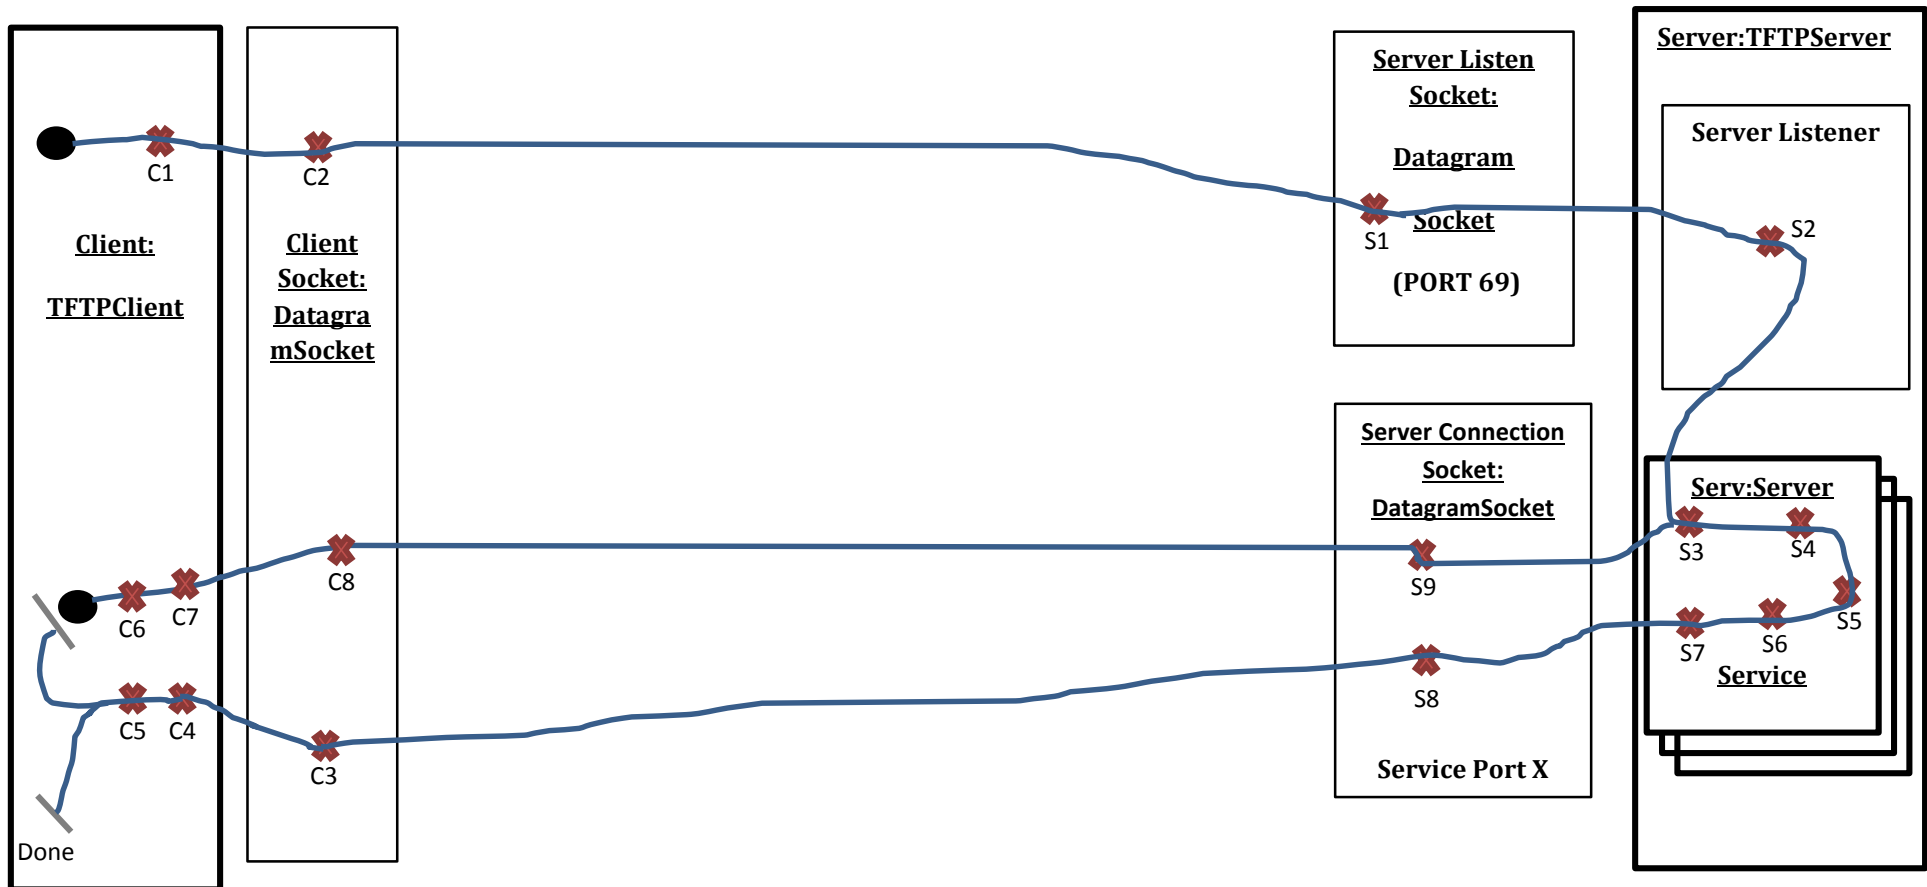 C1
Client:
TFTPClient
C6
C7
C5
C4
Done
C2
Client
Socket:
Datagra
mSocket
C8
C3
Server Listen
Socket:
Datagram
Socket
S1
(PORT 69)
Server Connection
Socket:
DatagramSocket
S9
S8
Service Port X
Server:TFTPServer
Server Listener
S2
Serv:Server
S3
S4
S5
S6
S7
Service